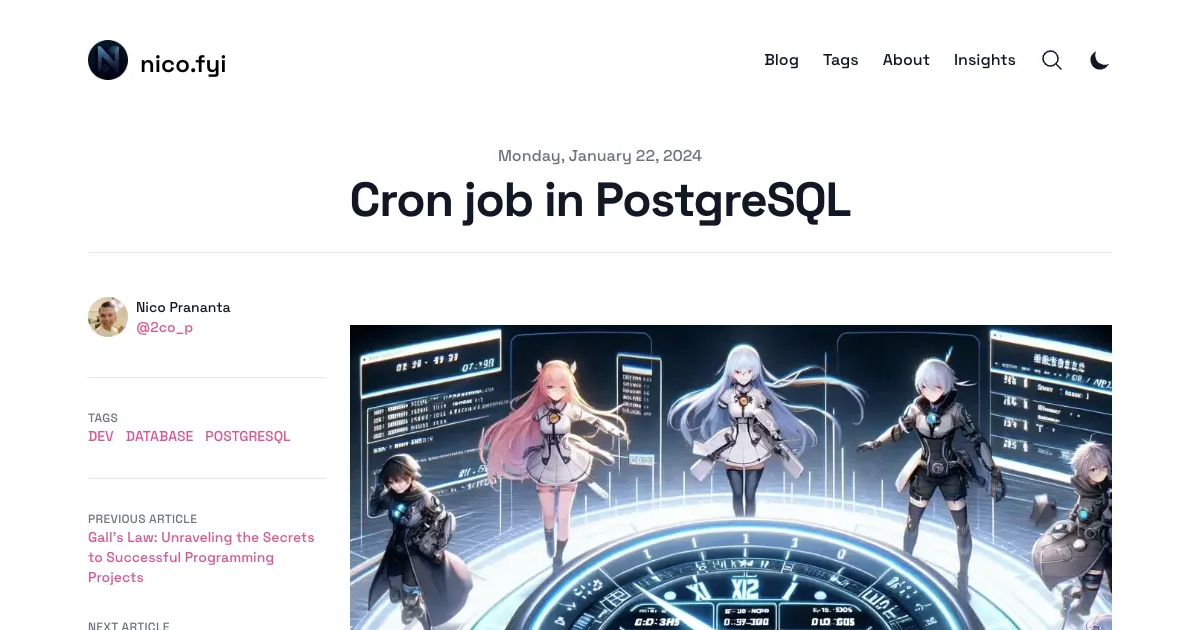 nico.fyi
Blog
Tags
About
Insights
Monday, January 22, 2024
Cron job in PostgreSQL
Nico Prananta
@2co_p
TAGS
DEV DATABASE POSTGRESQL
PREVIOUS ARTICLE
Gall's Law: Unraveling the Secrets
to Successful Programming
Projects
NEXT ARTICLE